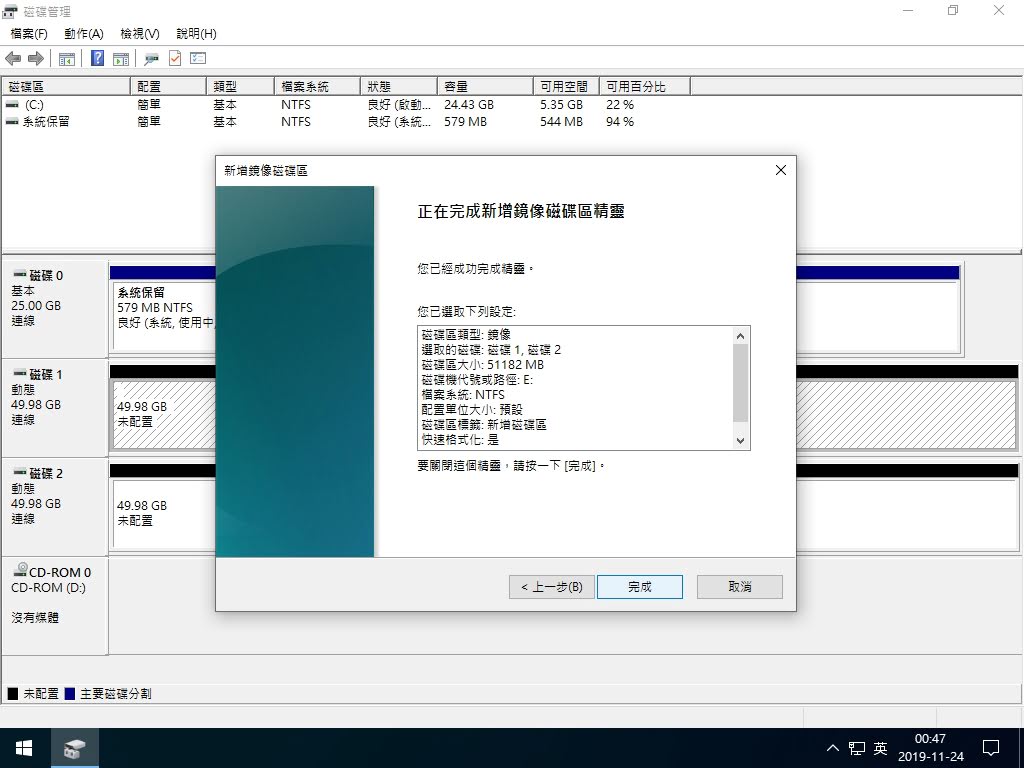 磁碟管理
檔案(F) 動作(A) 檢視(V) 說明(H)
磁碟區 配置 類型 檔案系統 狀態 容量 可用空間 可用百分比
(C:) 簡單 基本 NTFS 良好 (啟動... 24.43 GB 5.35 GB 22 %
系統保留 簡單 基本 NTFS 良好 (系統... 579 MB 544 MB 94 %
新增鏡像磁碟區
正在完成新增鏡像磁碟區精靈
您已經成功完成精靈。
您已選取下列設定:
磁碟區類型: 鏡像
選取的磁碟: 磁碟 1, 磁碟 2
磁碟區大小: 51182 MB
磁碟機代號或路徑: E:
檔案系統: NTFS
配置單位大小: 預設
磁碟區標籤: 新增磁碟區
快速格式化: 是
要關閉這個精靈，請按一下 [完成]。
< 上一步(B) 完成 取消
磁碟 0
基本
25.00 GB
連線
系統保留
579 MB NTFS
良好 (系統, 使用中,
磁碟 1
動態
49.98 GB
連線
49.98 GB
未配置
磁碟 2
動態
49.98 GB
連線
49.98 GB
未配置
CD-ROM 0
CD-ROM (D:)
沒有媒體
未配置 主要磁碟分割
英
00:47
2019-11-24